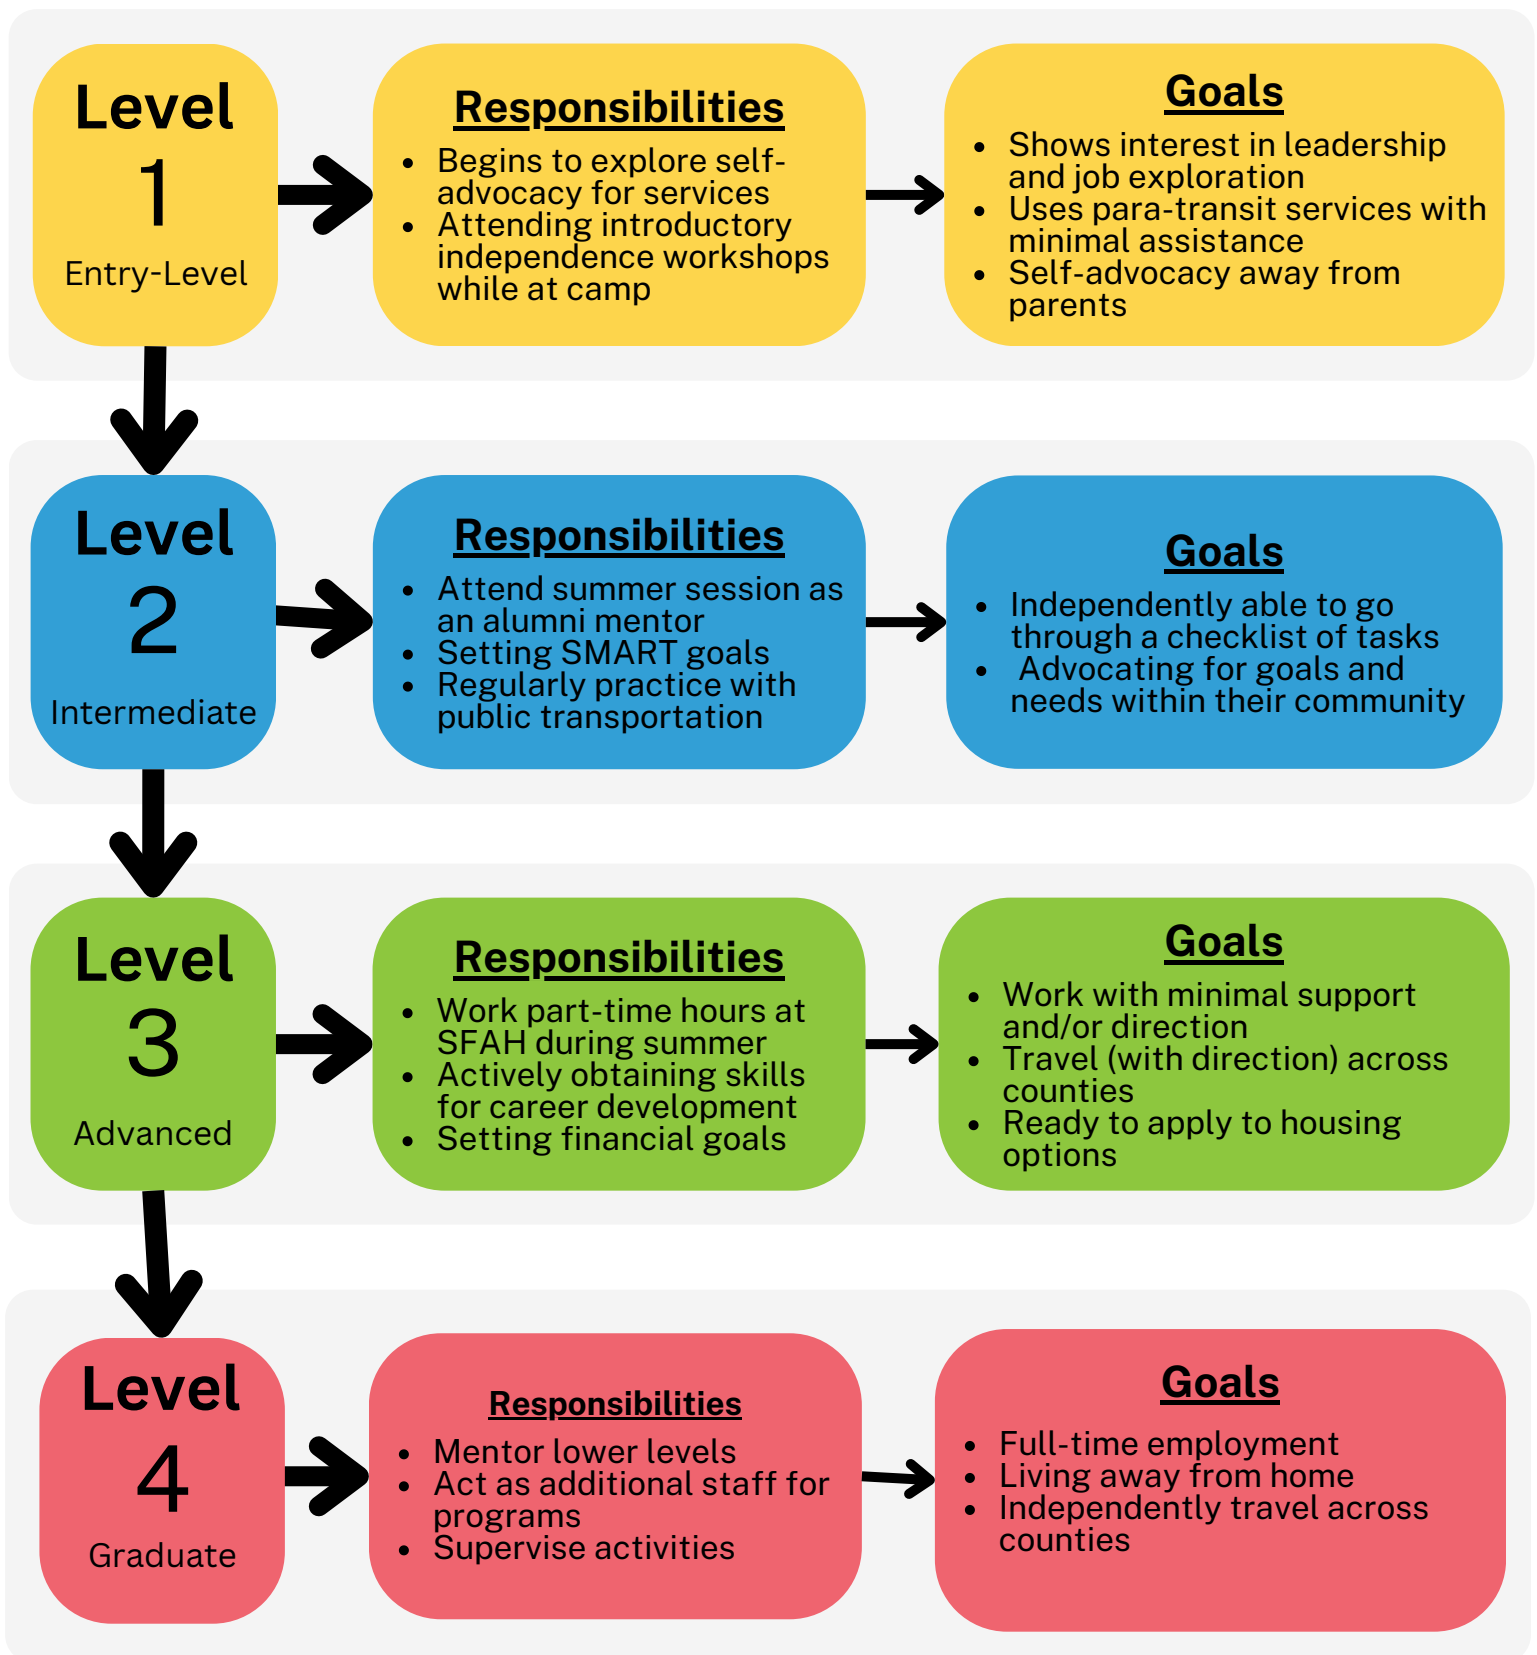 Level
1
Entry-Level
Responsibilities
• Begins to explore self-
advocacy for services
• Attending introductory
independence workshops
while at camp
Goals
• Shows interest in leadership
and job exploration
• Uses para-transit services with
minimal assistance
• Self-advocacy away from
parents
Level
2
Intermediate
Responsibilities
• Attend summer session as
an alumni mentor
• Setting SMART goals
• Regularly practice with
public transportation
Goals
• Independently able to go
through a checklist of tasks
• Advocating for goals and
needs within their community
Level
3
Advanced
Responsibilities
• Work part-time hours at
SFAH during summer
• Actively obtaining skills
for career development
• Setting financial goals
Goals
• Work with minimal support
and/or direction
• Travel (with direction) across
counties
• Ready to apply to housing
options
Level
4
Graduate
Responsibilities
• Mentor lower levels
• Act as additional staff for
programs
• Supervise activities
Goals
• Full-time employment
• Living away from home
• Independently travel across
counties